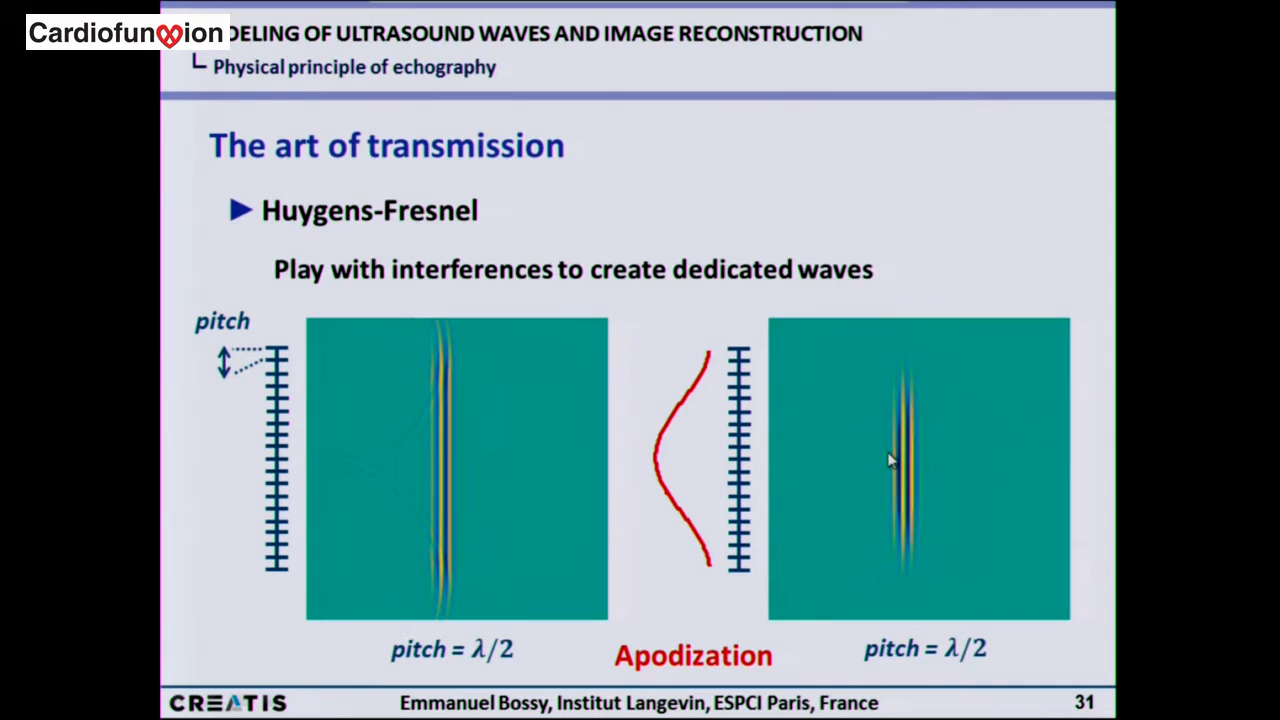 CardiofunXion
DELING OF ULTRASOUND WAVES AND IMAGE RECONSTRUCTION
Physical principle of echography
The art of transmission
Huygens-Fresnel
Play with interferences to create dedicated waves
pitch
pitch = λ/2
Apodization
pitch = λ/2
CREATIS
Emmanuel Bossy, Institut Langevin, ESPCI Paris, France
31